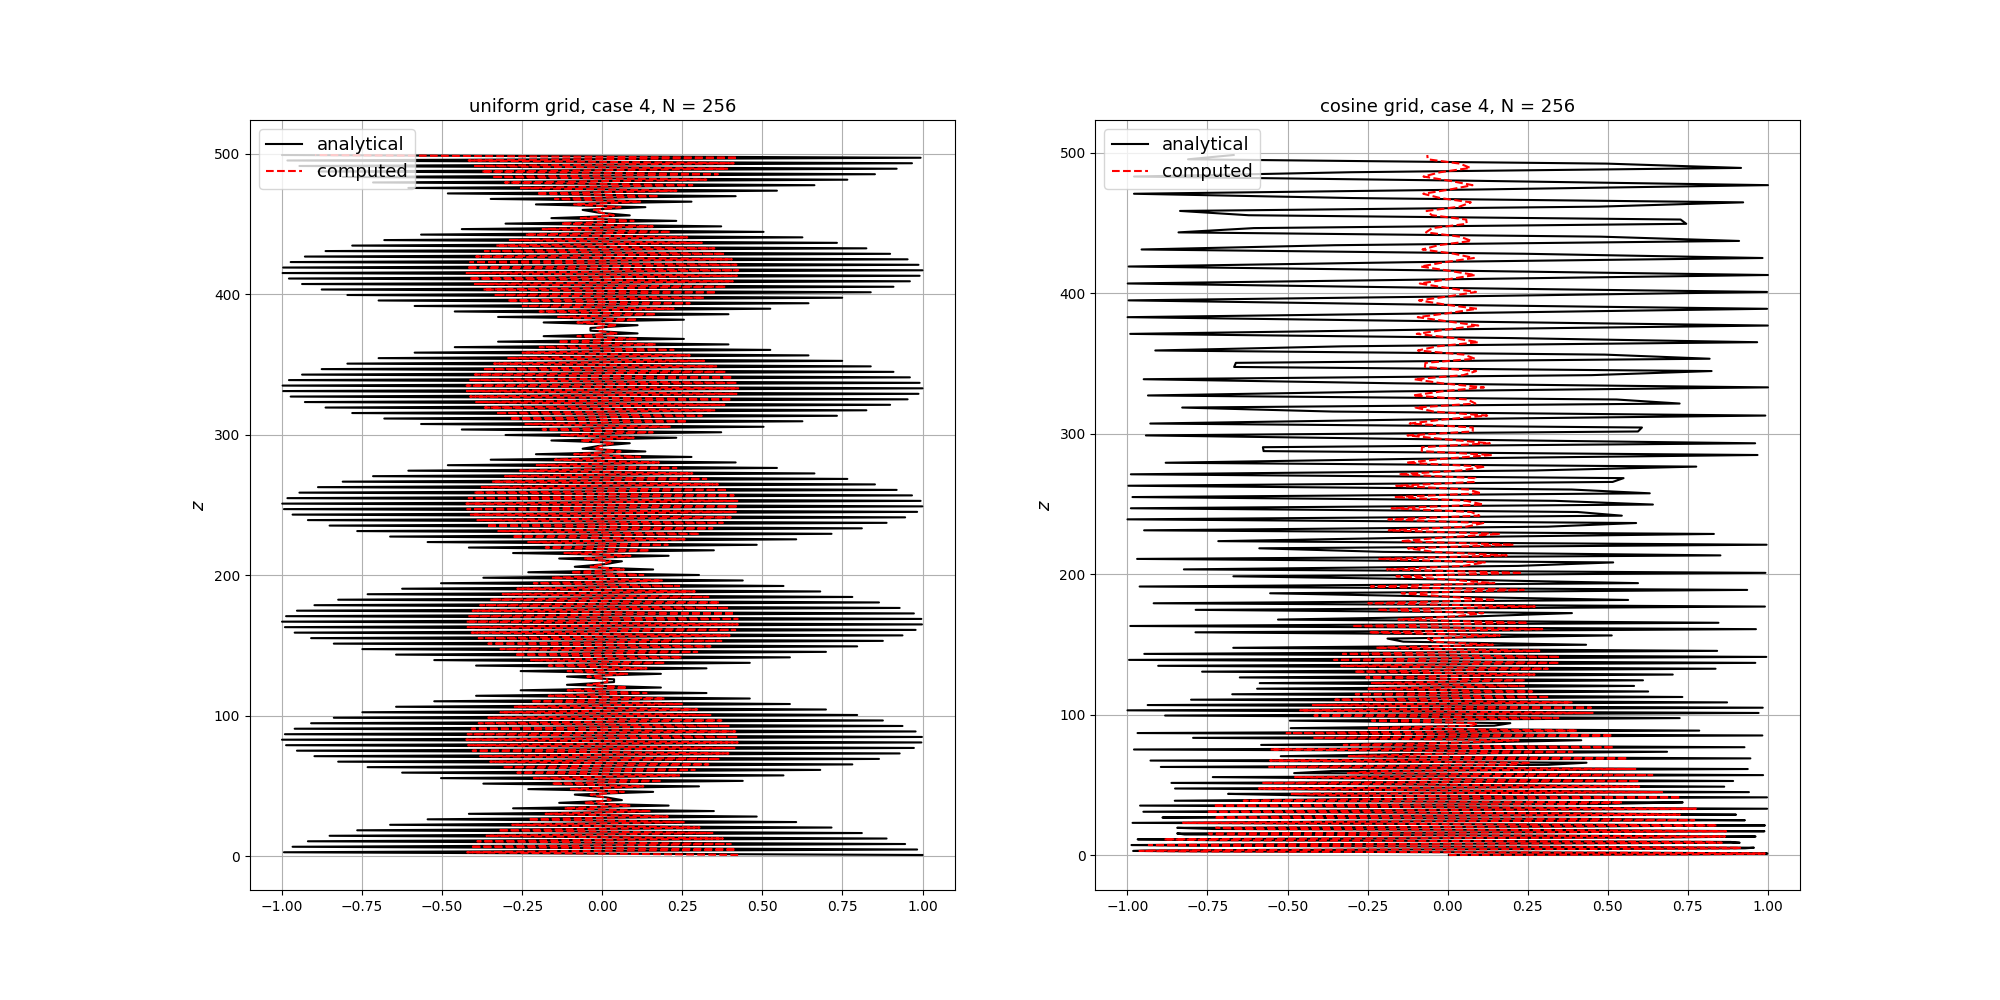 uniform grid, case 4, N = 256
analytical
computed
500
400
300
200
100
0
z
−1.00 −0.75 −0.50 −0.25 0.00 0.25 0.50 0.75 1.00
cosine grid, case 4, N = 256
analytical
computed
500
400
300
200
100
0
z
−1.00 −0.75 −0.50 −0.25 0.00 0.25 0.50 0.75 1.00